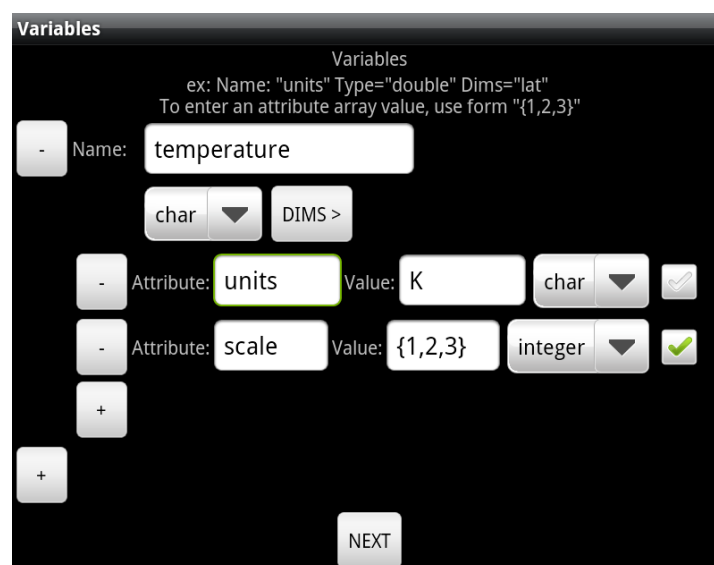 Variables
Variables
ex: Name: "units" Type="double" Dims="lat"
To enter an attribute array value, use form "{1,2,3}"
- Name: temperature
char DIMS >
- Attribute: units Value: K char
- Attribute: scale Value: {1,2,3} integer
+
+
NEXT